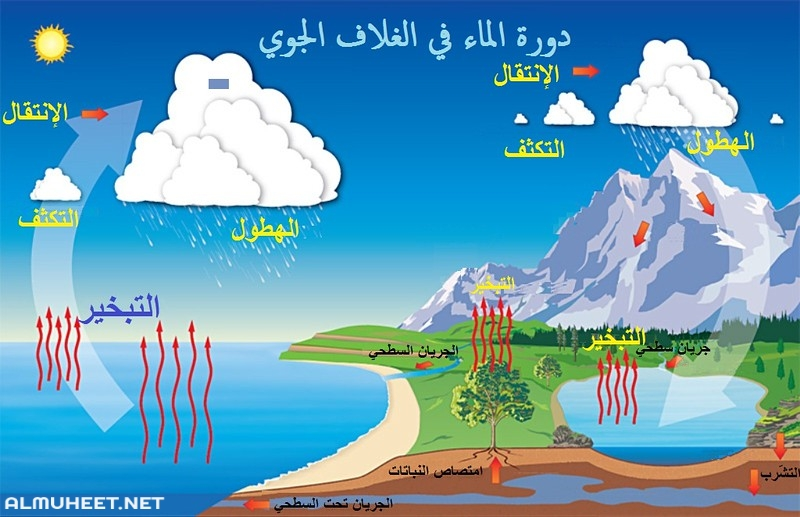 دورة الماء في الغلاف الجوي
الإنتقال
الإنتقال
التكثف
الهطول
التكثف
الهطول
التبخير
التبخير
التبخير
جريان سطحي
الجريان السطحي
امتصاص النباتات
التشرّب
الجريان تحت السطحي
ALMUHEET.NET